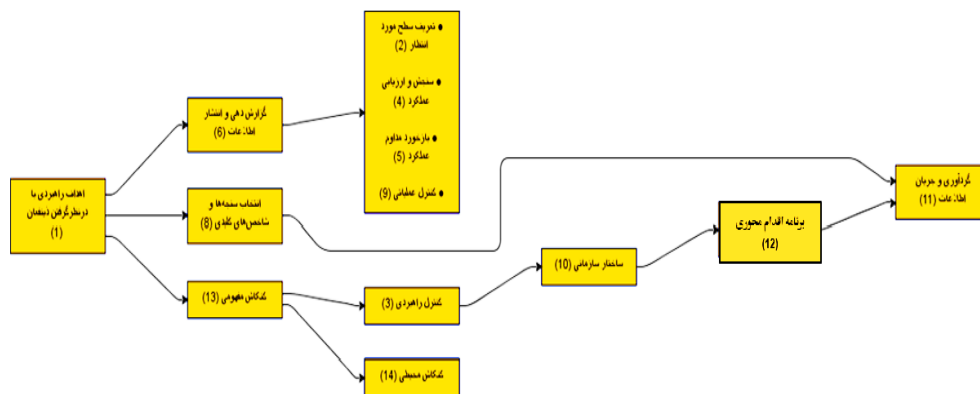 اهداف راهبردی با
درنظرگرفتن ذینفعان
(1)
گزارش دهی و انتشار
اطلاعات (6)
انتخاب سنجه‌ها و
شاخص‌های کلیدی (8)
کنکاش مفهومی (13)
• تعریف سطح مورد
انتظار (2)
• سنجش و ارزیابی
عملکرد (4)
• بازخورد مداوم
عملکرد (5)
• کنترل عملیاتی (9)
کنترل راهبردی (3)
کنکاش محیطی (14)
ساختار سازمانی (10)
برنامه اقدام محوری
(12)
گردآوری و جریان
اطلاعات (11)